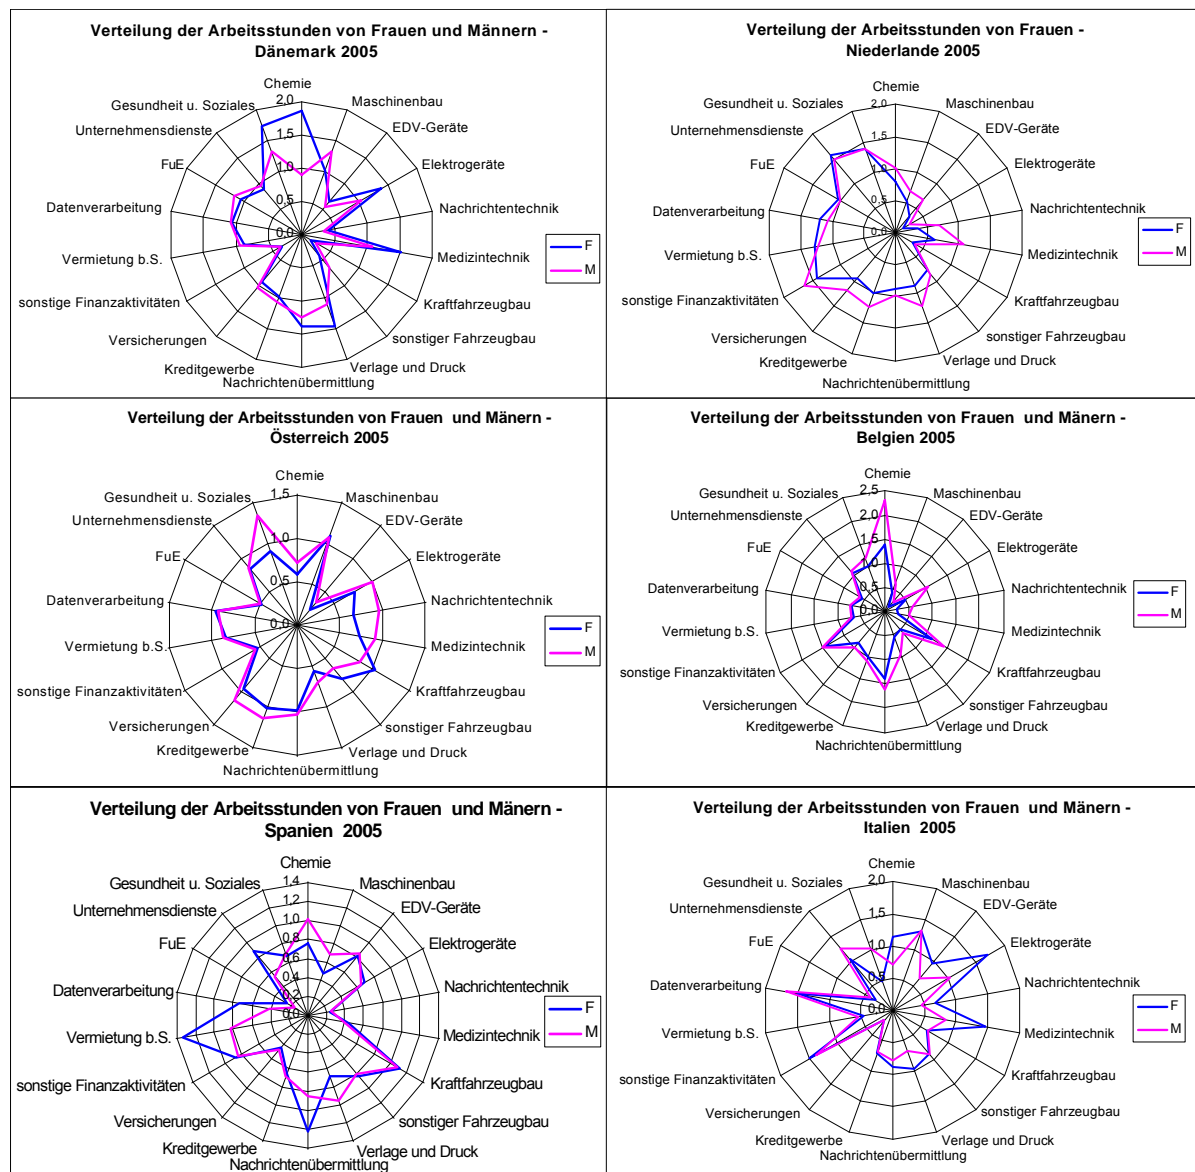 Verteilung der Arbeitsstunden von Frauen und Männern -
Dänemark 2005
Chemie
Gesundheit u. Soziales
Maschinenbau
Unternehmensdienste
EDV-Geräte
FuE
Elektrogeräte
Datenverarbeitung
Nachrichtentechnik
Vermietung b.S.
Medizintechnik
sonstige Finanzaktivitäten
Kraftfahrzeugbau
Versicherungen
sonstiger Fahrzeugbau
Kreditgewerbe
Verlage und Druck
Nachrichtenübermittlung
2,0
1,5
1,0
0,5
0,0
F
M
Verteilung der Arbeitsstunden von Frauen -
Niederlande 2005
Chemie
Gesundheit u. Soziales
Maschinenbau
Unternehmensdienste
EDV-Geräte
FuE
Elektrogeräte
Datenverarbeitung
Nachrichtentechnik
Vermietung b.S.
Medizintechnik
sonstige Finanzaktivitäten
Kraftfahrzeugbau
Versicherungen
sonstiger Fahrzeugbau
Kreditgewerbe
Verlage und Druck
Nachrichtenübermittlung
2,0
1,5
1,0
0,5
0,0
F
M
Verteilung der Arbeitsstunden von Frauen und Mänern -
Österreich 2005
Chemie
Gesundheit u. Soziales
Maschinenbau
Unternehmensdienste
EDV-Geräte
FuE
Elektrogeräte
Datenverarbeitung
Nachrichtentechnik
Vermietung b.S.
Medizintechnik
sonstige Finanzaktivitäten
Kraftfahrzeugbau
Versicherungen
sonstiger Fahrzeugbau
Kreditgewerbe
Verlage und Druck
Nachrichtenübermittlung
1,5
1,0
0,5
0,0
F
M
Verteilung der Arbeitsstunden von Frauen und Mänern -
Belgien 2005
Chemie
Gesundheit u. Soziales
Maschinenbau
Unternehmensdienste
EDV-Geräte
FuE
Elektrogeräte
Datenverarbeitung
Nachrichtentechnik
Vermietung b.S.
Medizintechnik
sonstige Finanzaktivitäten
Kraftfahrzeugbau
Versicherungen
sonstiger Fahrzeugbau
Kreditgewerbe
Verlage und Druck
Nachrichtenübermittlung
2,5
2,0
1,5
1,0
0,5
0,0
F
M
Verteilung der Arbeitsstunden von Frauen und Mänern -
Spanien 2005
Chemie
Gesundheit u. Soziales
Maschinenbau
Unternehmensdienste
EDV-Geräte
FuE
Elektrogeräte
Datenverarbeitung
Nachrichtentechnik
Vermietung b.S.
Medizintechnik
sonstige Finanzaktivitäten
Kraftfahrzeugbau
Versicherungen
sonstiger Fahrzeugbau
Kreditgewerbe
Verlage und Druck
Nachrichtenübermittlung
1,4
1,2
1,0
0,8
0,6
0,4
0,2
0,0
F
M
Verteilung der Arbeitsstunden von Frauen und Mänern -
Italien 2005
Chemie
Gesundheit u. Soziales
Maschinenbau
Unternehmensdienste
EDV-Geräte
FuE
Elektrogeräte
Datenverarbeitung
Nachrichtentechnik
Vermietung b.S.
Medizintechnik
sonstige Finanzaktivitäten
Kraftfahrzeugbau
Versicherungen
sonstiger Fahrzeugbau
Kreditgewerbe
Verlage und Druck
Nachrichtenübermittlung
2,0
1,5
1,0
0,5
0,0
F
M